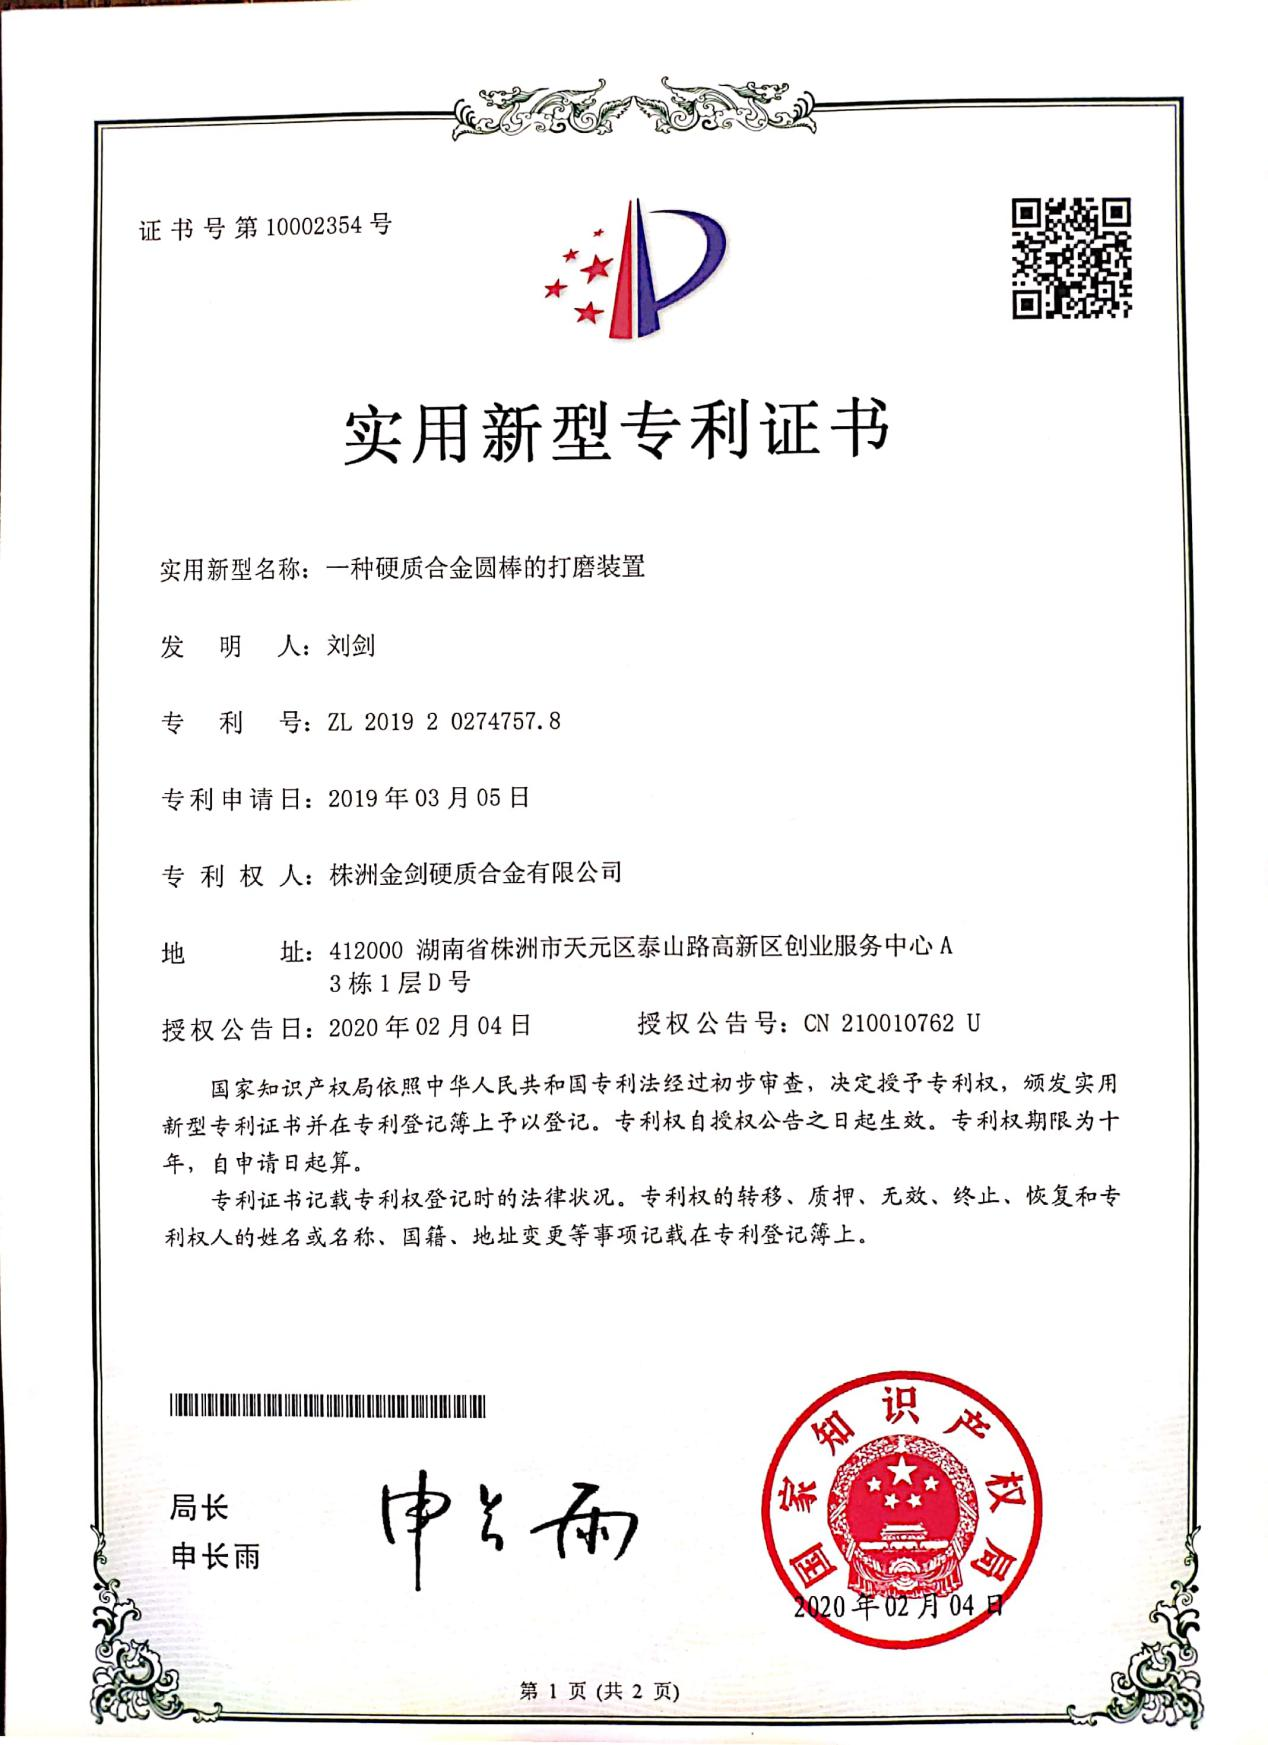 证书号第10002354号
实用新型专利证书
实用新型名称：一种硬质合金圆棒的打磨装置
发明人：刘剑
专利号：ZL 2019 2 0274757.8
专利申请日：2019年03月05日
专利权人：株洲金剑硬质合金有限公司
地址：412000 湖南省株洲市天元区泰山路高新区创业服务中心A
3栋1层D号
授权公告日：2020年02月04日 授权公告号：CN 210010762 U
国家知识产权局依照中华人民共和国专利法经过初步审查，决定授予专利权，颁发实用
新型专利证书并在专利登记簿上予以登记。专利权自授权公告之日起生效。专利权期限为十
年，自申请日起算。
专利证书记载专利权登记时的法律状况。专利权的转移、质押、无效、终止、恢复和专
利权人的姓名或名称、国籍、地址变更等事项记载在专利登记簿上。
局长
申长雨
申长雨
国家知识产权局
2020年02月04日
第 1 页 (共 2 页)